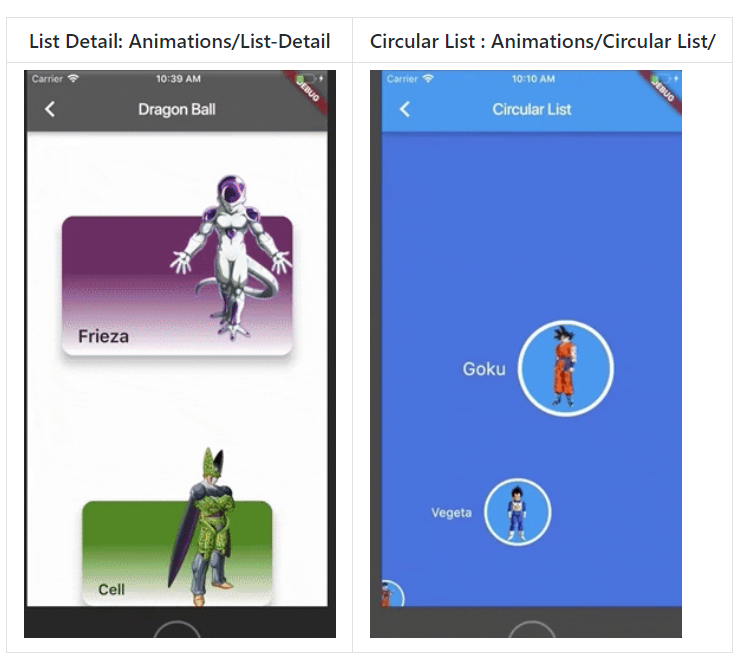 List Detail: Animations/List-Detail
Circular List : Animations/Circular List/
Carrier 10:39 AM
DEBUG
Dragon Ball
Frieza
Cell
Carrier 10:10 AM
DEBUG
Circular List
Goku
Vegeta